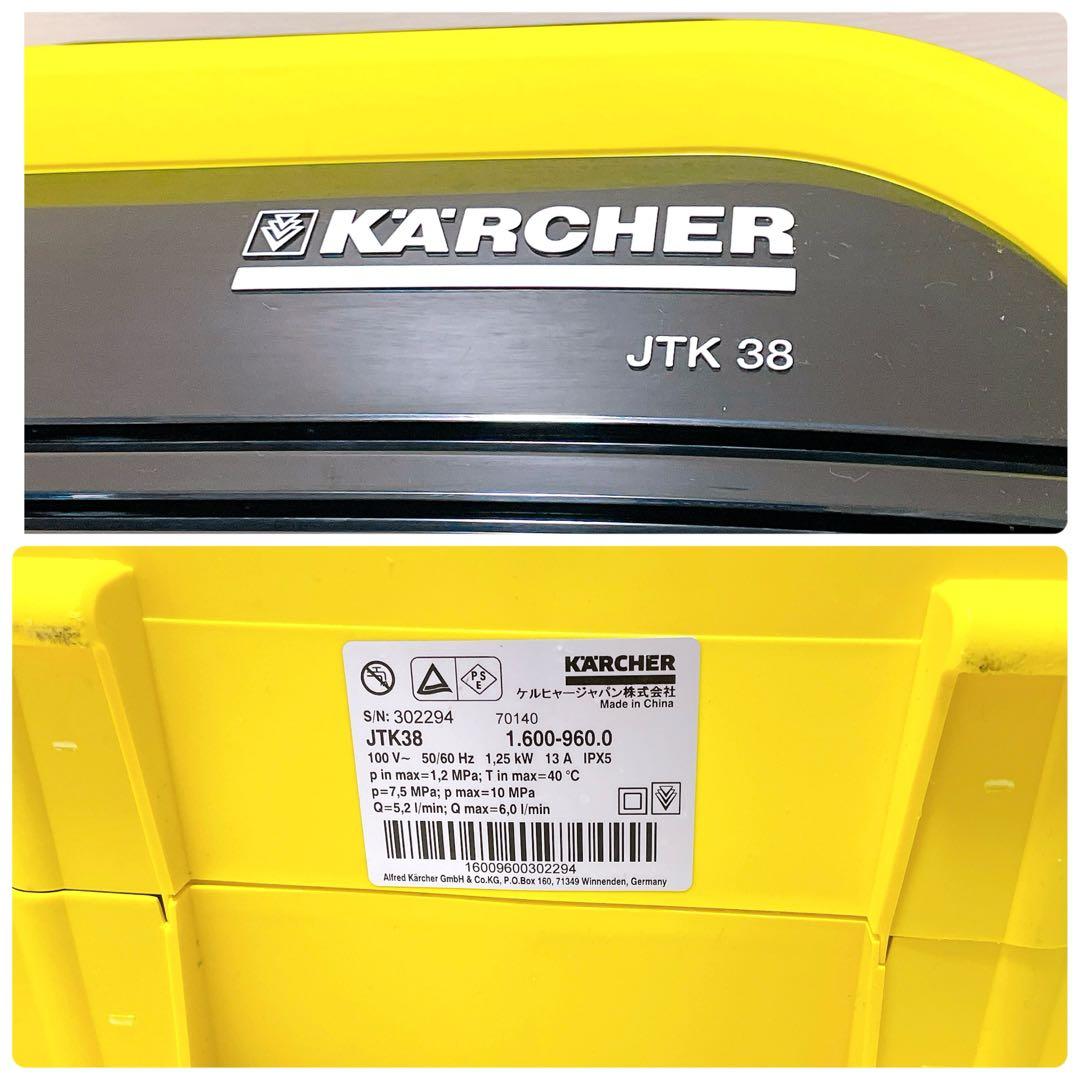 KÄRCHER
JTK 38
PS
E
KÄRCHER
ケルヒャージャパン株式会社
Made in China
S/N: 302294 70140
JTK38 1.600-960.0
100 V~ 50/60 Hz 1,25 kW 13 A IPX5
p in max=1,2 MPa; T in max=40 °C
p=7,5 MPa; p max=10 MPa
Q=5,2 l/min; Q max=6,0 l/min
16009600302294
Alfred Kärcher GmbH & Co.KG, P.O.Box 160, 71349 Winnenden, Germany